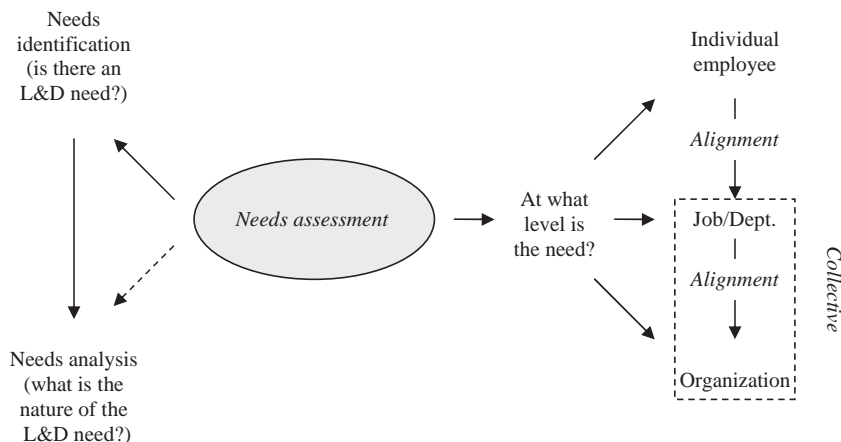 Needs
identification
(is there an
L&D need?)
Needs analysis
(what is the
nature of the
L&D need?)
Needs assessment
At what
level is
the need?
Individual
employee
Alignment
Job/Dept.
Alignment
Organization
Collective